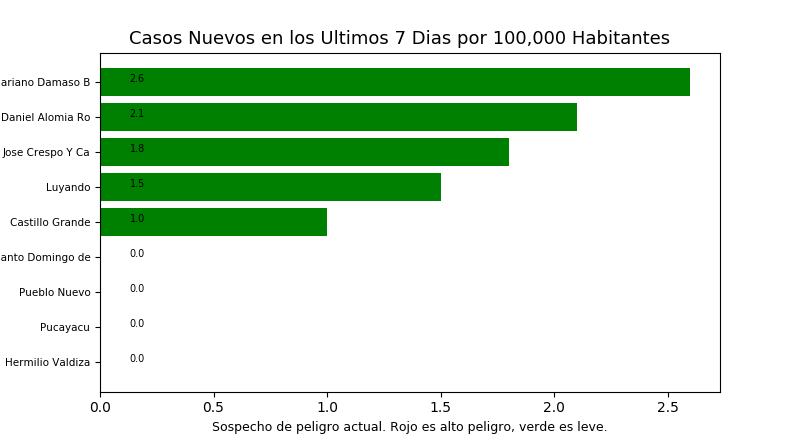 Casos Nuevos en los Ultimos 7 Dias por 100,000 Habitantes
ariano Damaso B 2.6
Daniel Alomia Ro 2.1
Jose Crespo Y Ca 1.8
Luyando 1.5
Castillo Grande 1.0
anto Domingo de 0.0
Pueblo Nuevo 0.0
Pucayacu 0.0
Hermilio Valdiza 0.0
0.0 0.5 1.0 1.5 2.0 2.5
Sospecho de peligro actual. Rojo es alto peligro, verde es leve.